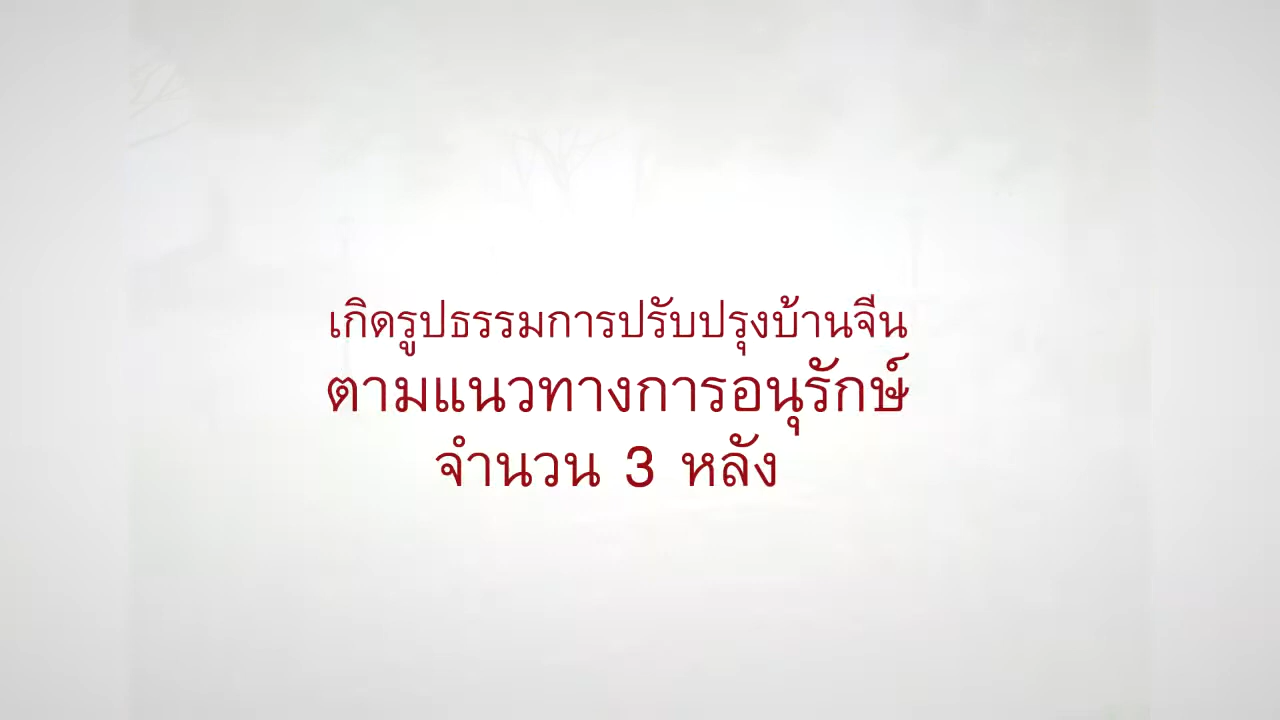 เกิดรูปธรรมการปรับปรุงบ้านจีน
ตามแนวทางการอนุรักษ์
จำนวน 3 หลัง